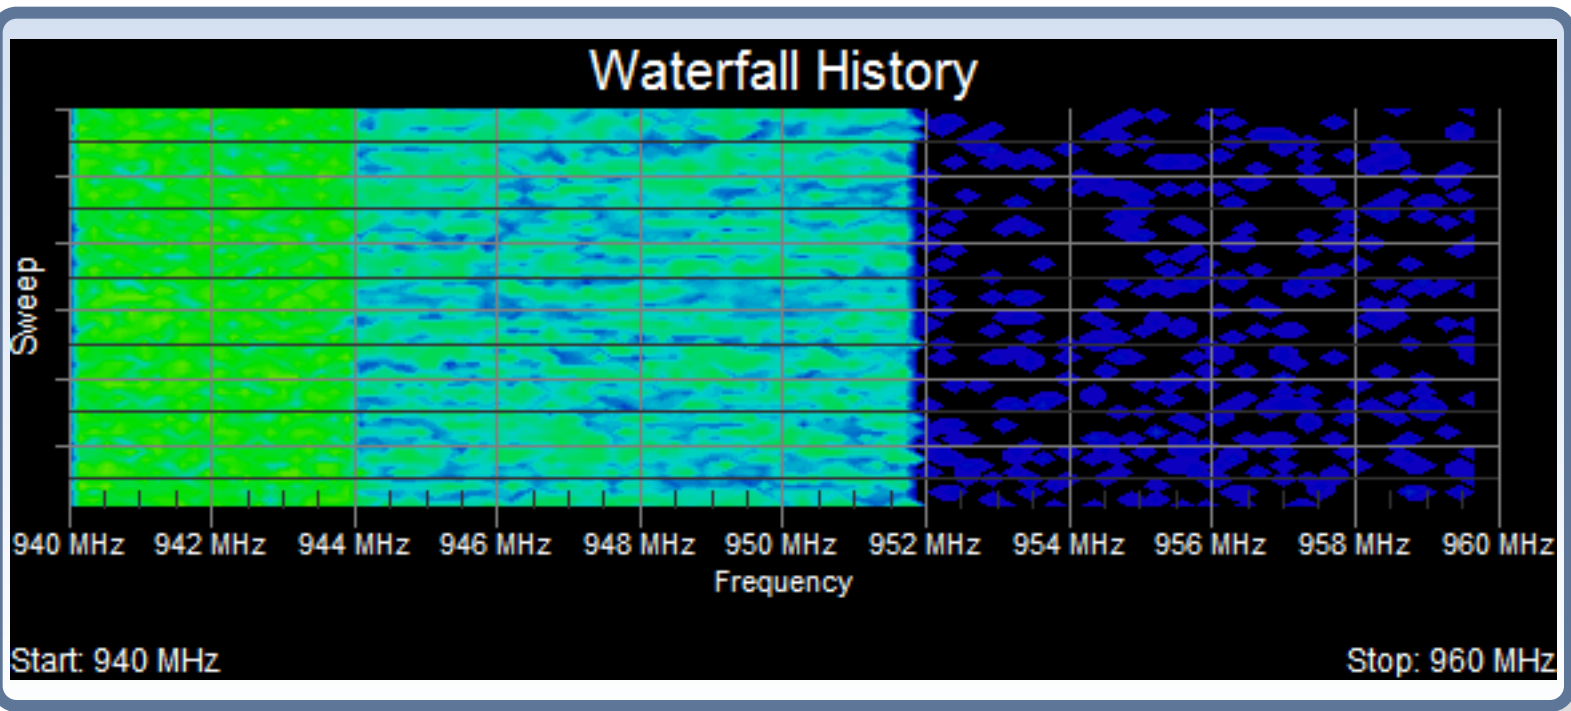 Waterfall History
Sweep
940 MHz 942 MHz 944 MHz 946 MHz 948 MHz 950 MHz 952 MHz 954 MHz 956 MHz 958 MHz 960 MHz
Frequency
Start: 940 MHz Stop: 960 MHz